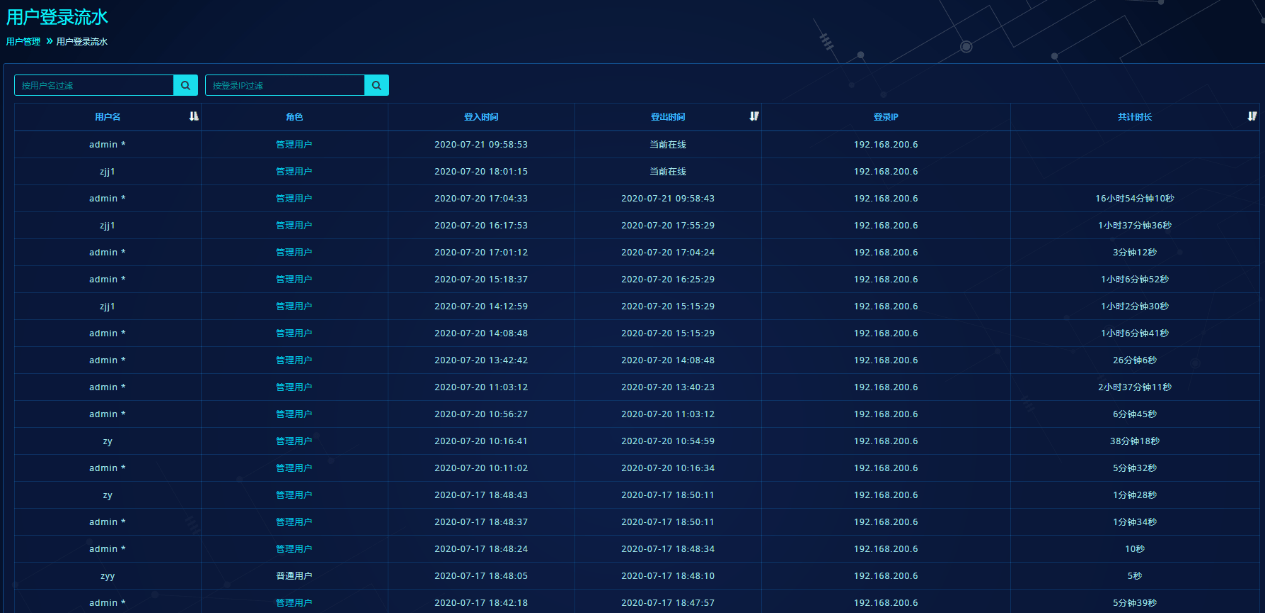 用户登录流水
用户管理 » 用户登录流水
按用户名过滤 按登录IP过滤
用户名 角色 登入时间 登出时间 登录IP 共计时长
admin * 管理用户 2020-07-21 09:58:53 当前在线 192.168.200.6
zjj1 管理用户 2020-07-20 18:01:15 当前在线 192.168.200.6
admin * 管理用户 2020-07-20 17:04:33 2020-07-21 09:58:43 192.168.200.6 16小时54分钟10秒
zjj1 管理用户 2020-07-20 16:17:53 2020-07-20 17:55:29 192.168.200.6 1小时37分钟36秒
admin * 管理用户 2020-07-20 17:01:12 2020-07-20 17:04:24 192.168.200.6 3分钟12秒
admin * 管理用户 2020-07-20 15:18:37 2020-07-20 16:25:29 192.168.200.6 1小时6分钟52秒
zjj1 管理用户 2020-07-20 14:12:59 2020-07-20 15:15:29 192.168.200.6 1小时2分钟30秒
admin * 管理用户 2020-07-20 14:08:48 2020-07-20 15:15:29 192.168.200.6 1小时6分钟41秒
admin * 管理用户 2020-07-20 13:42:42 2020-07-20 14:08:48 192.168.200.6 26分钟6秒
admin * 管理用户 2020-07-20 11:03:12 2020-07-20 13:40:23 192.168.200.6 2小时37分钟11秒
admin * 管理用户 2020-07-20 10:56:27 2020-07-20 11:03:12 192.168.200.6 6分钟45秒
zy 管理用户 2020-07-20 10:16:41 2020-07-20 10:54:59 192.168.200.6 38分钟18秒
admin * 管理用户 2020-07-20 10:11:02 2020-07-20 10:16:34 192.168.200.6 5分钟32秒
zy 管理用户 2020-07-17 18:48:43 2020-07-17 18:50:11 192.168.200.6 1分钟28秒
admin * 管理用户 2020-07-17 18:48:37 2020-07-17 18:50:11 192.168.200.6 1分钟34秒
admin * 管理用户 2020-07-17 18:48:24 2020-07-17 18:48:34 192.168.200.6 10秒
zyy 普通用户 2020-07-17 18:48:05 2020-07-17 18:48:10 192.168.200.6 5秒
admin * 管理用户 2020-07-17 18:42:18 2020-07-17 18:47:57 192.168.200.6 5分钟39秒